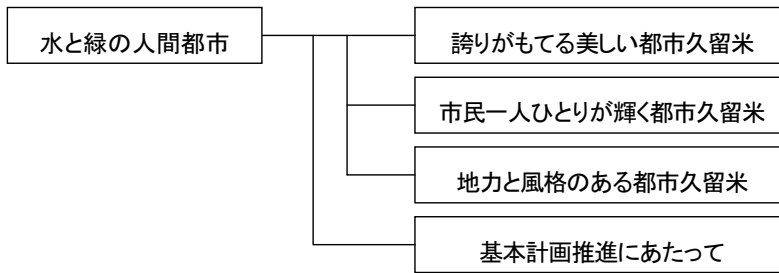 水と緑の人間都市
誇りがもてる美しい都市久留米
市民一人ひとりが輝く都市久留米
地力と風格のある都市久留米
基本計画推進にあたって